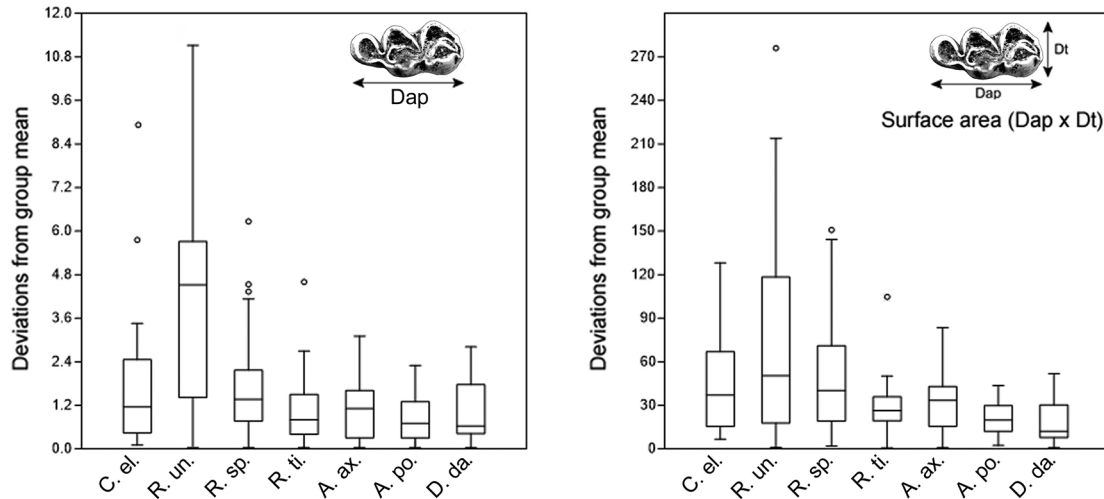 12.0
10.8
9.6
8.4
7.2
6.0
4.8
3.6
2.4
1.2
0.0
Deviations from group mean
Dap
C. el.
R. un.
R. sp.
R. ti.
A. ax.
A. po.
D. da.
270
240
210
180
150
120
90
60
30
0
Deviations from group mean
Dt
Dap
Surface area (Dap x Dt)
C. el.
R. un.
R. sp.
R. ti.
A. ax.
A. po.
D. da.